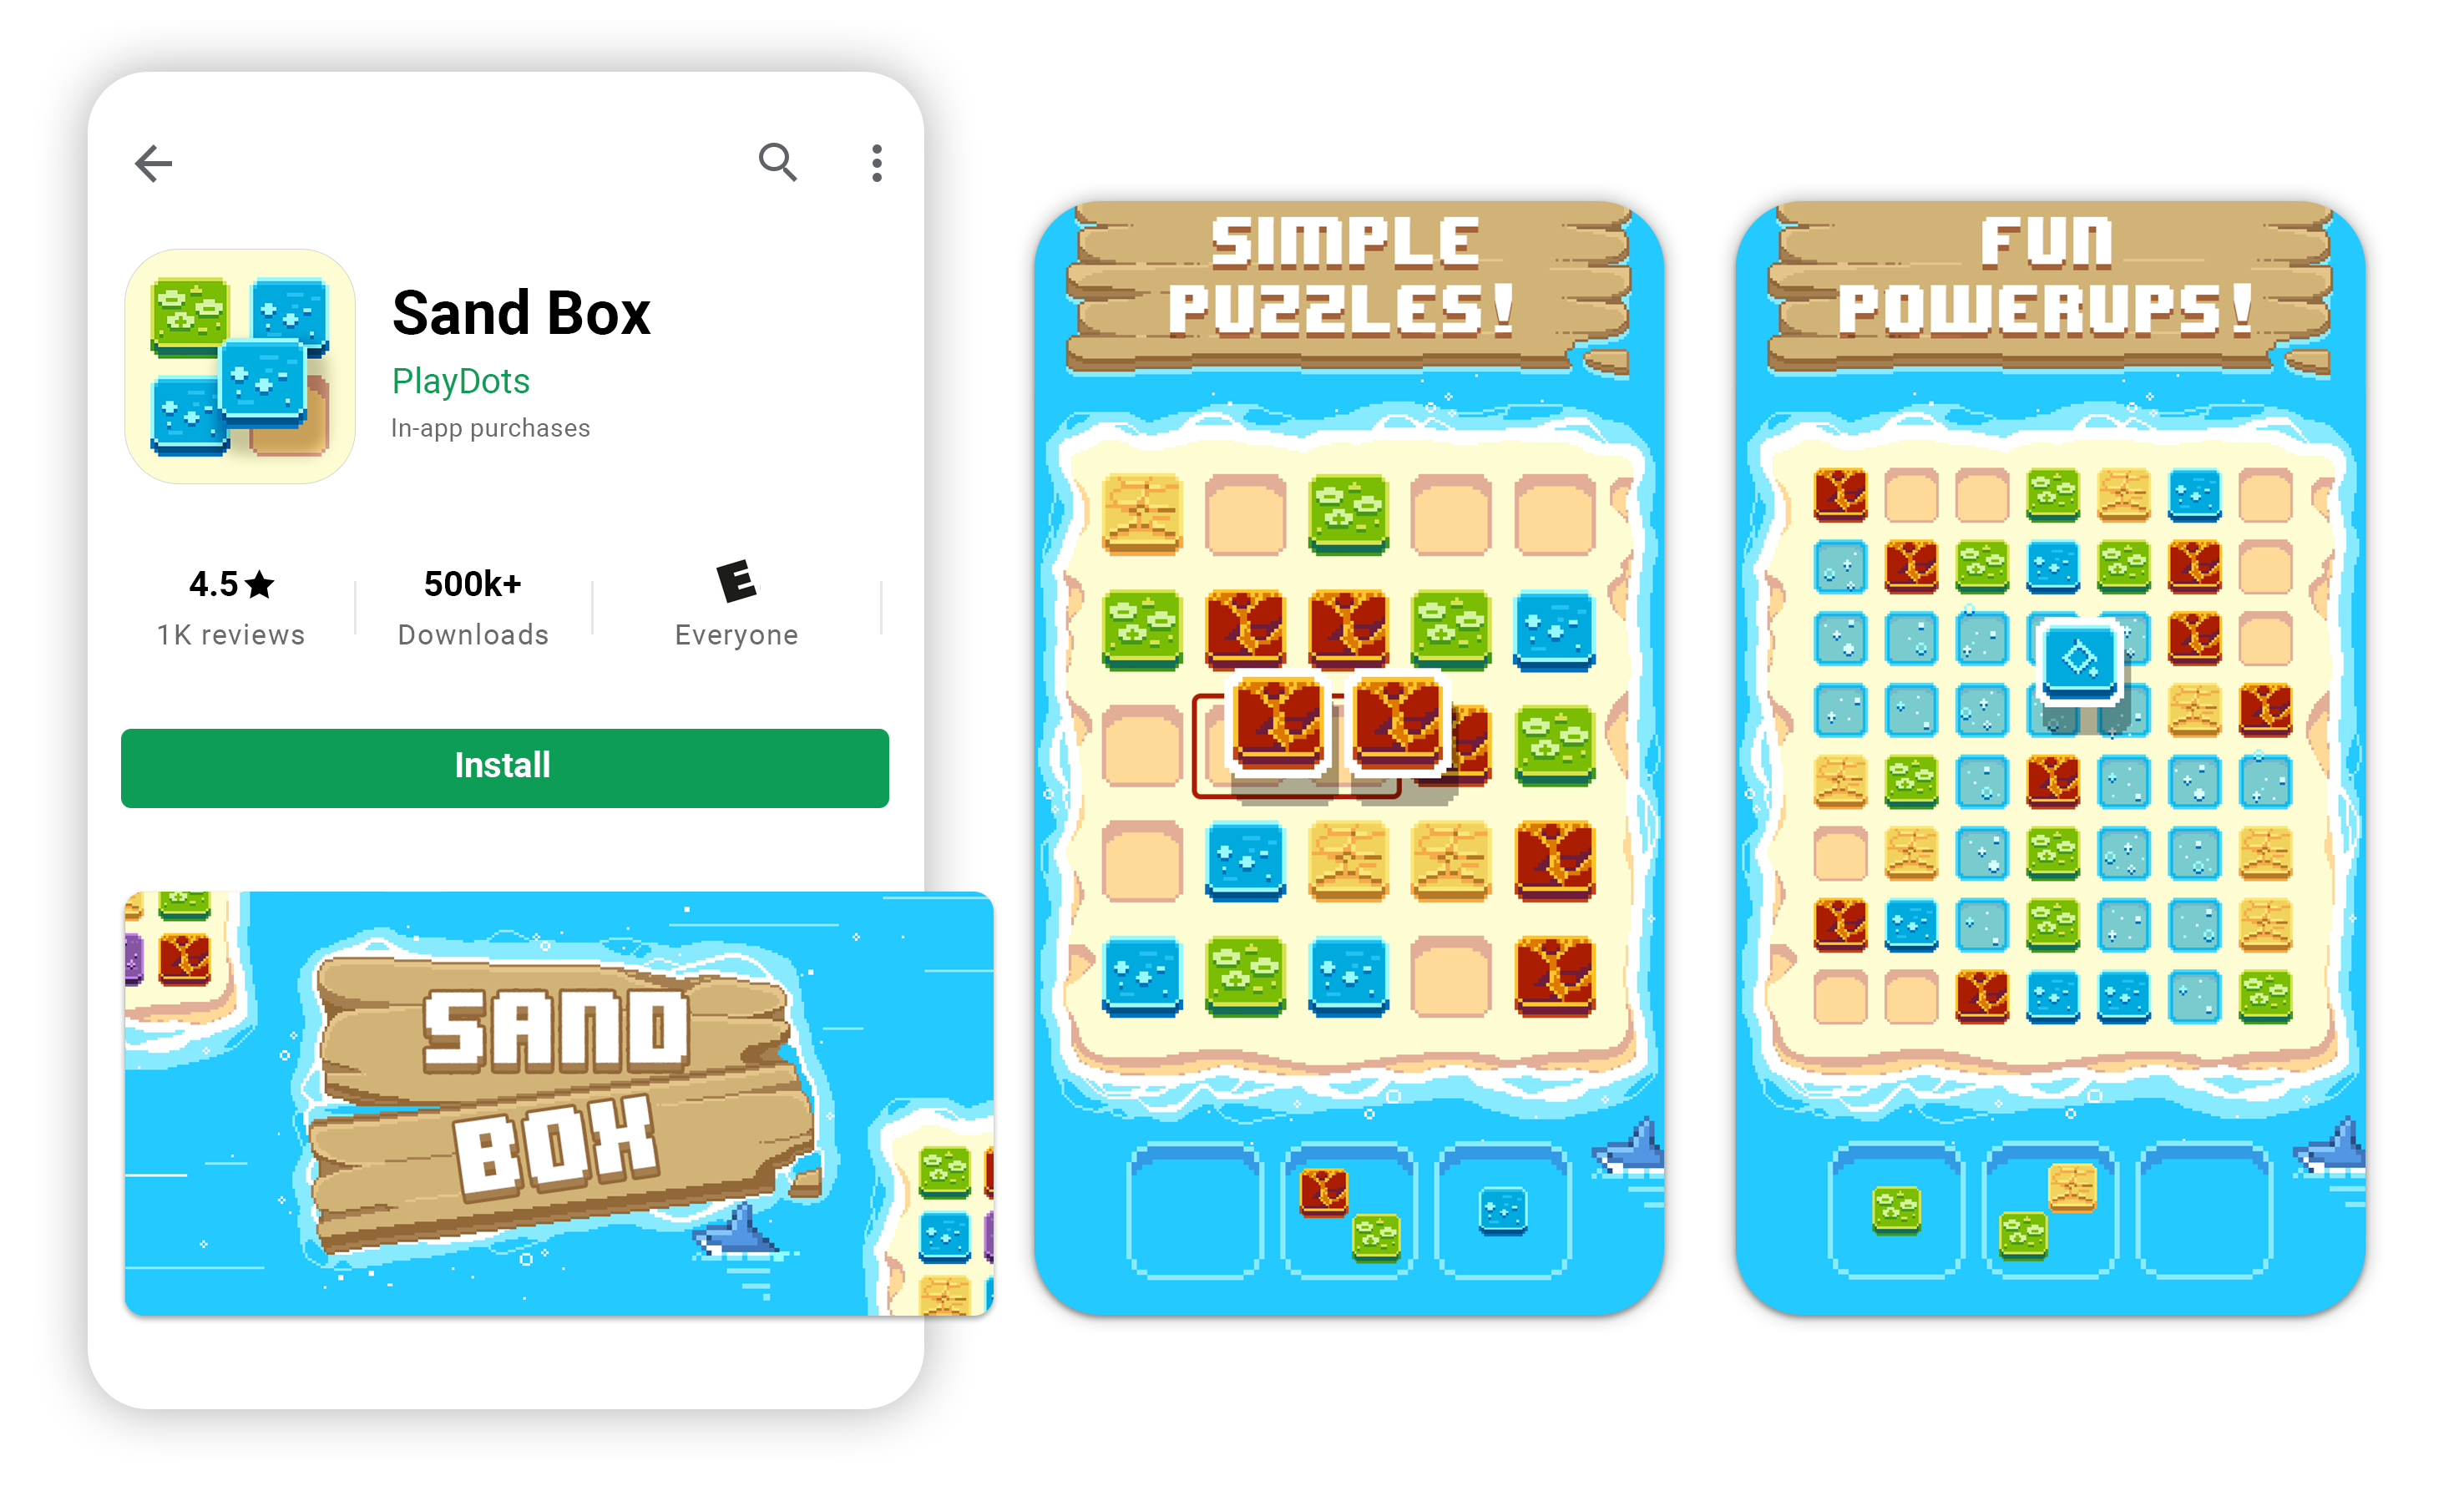 Sand Box
PlayDots
In-app purchases
4.5★
1K reviews
500k+
Downloads
E
Everyone
Install
SAND
BOX
SIMPLE
PUZZLES!
FUN
POWERUPS!